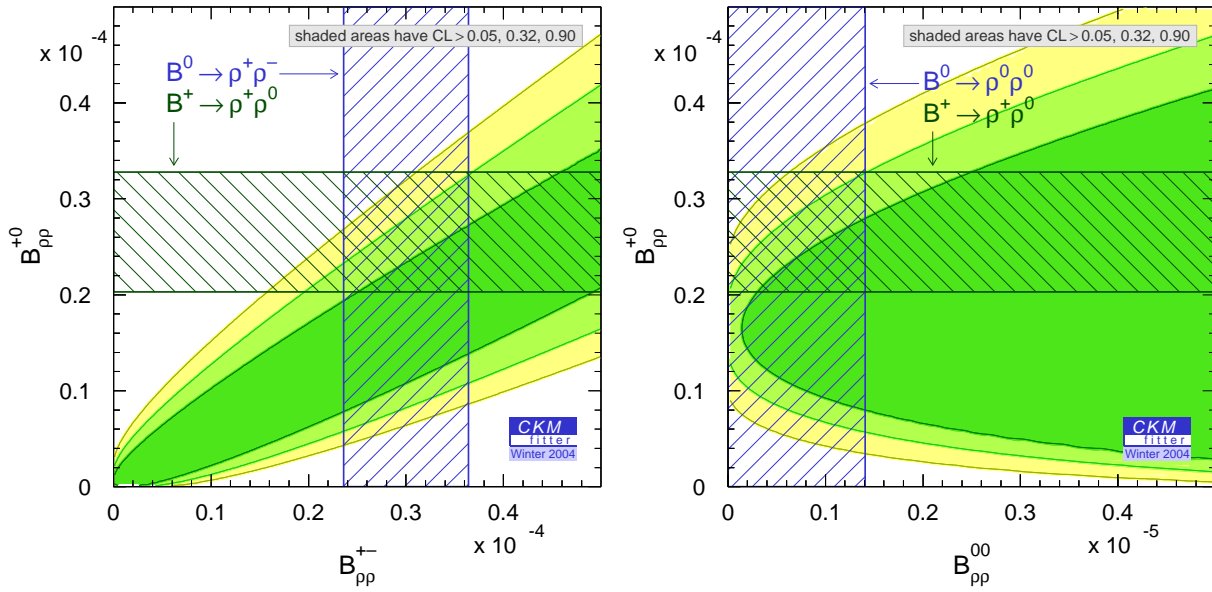 shaded areas have CL > 0.05, 0.32, 0.90
x 10 -4
B0 → ρ+ρ−
B+ → ρ+ρ0
0.4
0.3
0.2
0.1
0
B+0ρρ
0 0.1 0.2 0.3 0.4
x 10 -4
B+−ρρ
CKM
fitter
Winter 2004
shaded areas have CL > 0.05, 0.32, 0.90
x 10 -4
B0 → ρ0ρ0
B+ → ρ+ρ0
0.4
0.3
0.2
0.1
0
B+0ρρ
0 0.1 0.2 0.3 0.4
x 10 -5
B00ρρ
CKM
fitter
Winter 2004